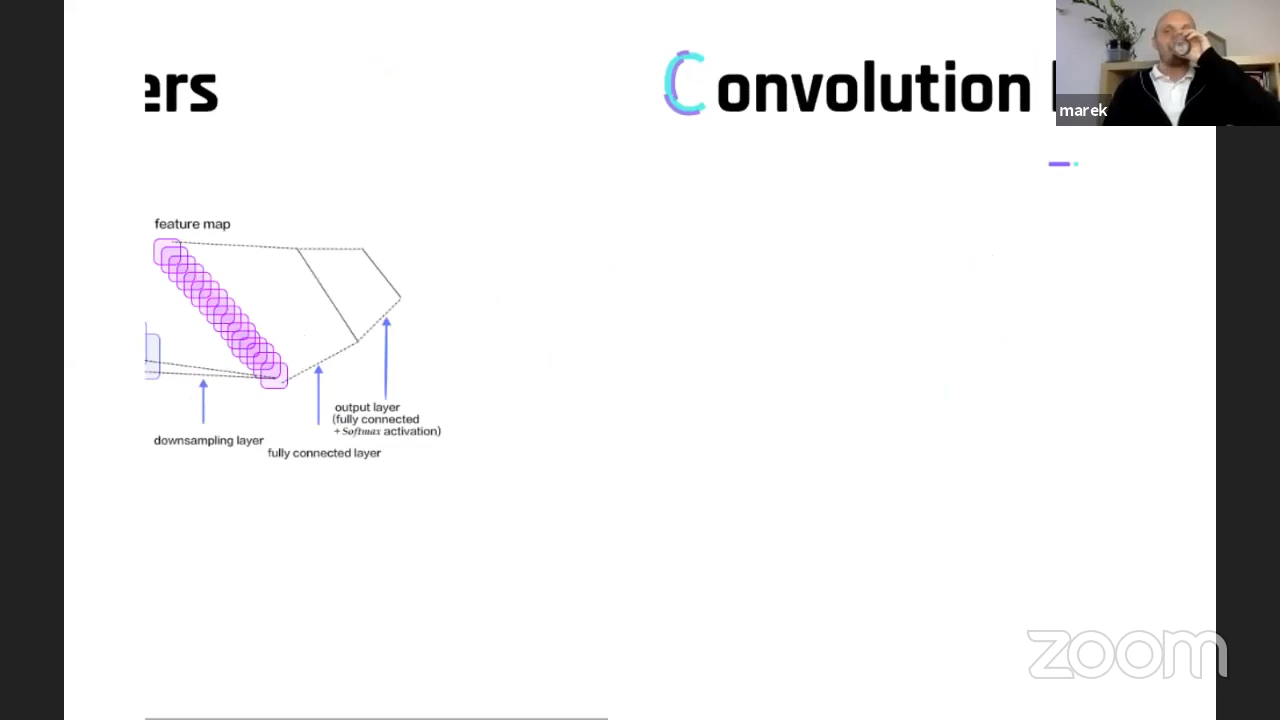 ers
Convolution
marek
feature map
output layer
(fully connected
+ Softmax activation)
downsampling layer
fully connected layer
zoom